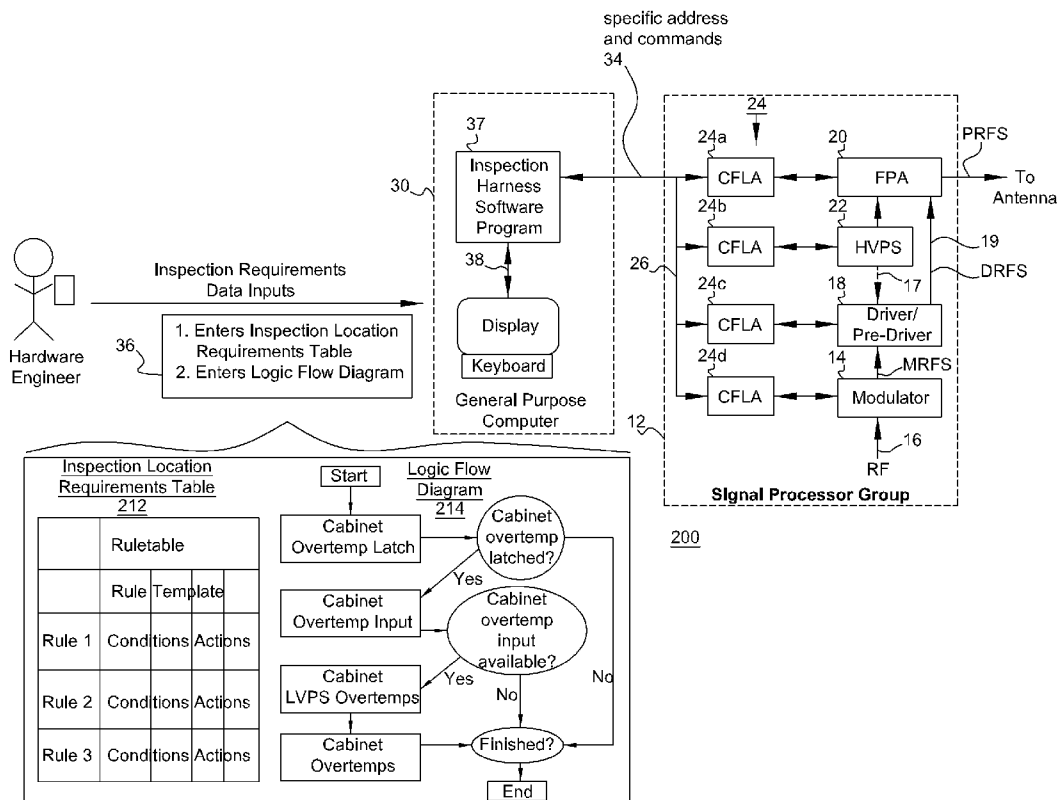 specific address
and commands
34
24
37
24a
20
PRFS
30
Inspection
Harness
Software
Program
CFLA
FPA
To
Antenna
24b
22
CFLA
HVPS
19
38
26
17
DRFS
Inspection Requirements
Data Inputs
24c
18
Display
CFLA
Driver/
Pre-Driver
Hardware
Engineer
36
1. Enters Inspection Location
Requirements Table
2. Enters Logic Flow Diagram
Keyboard
24d
14
MRFS
CFLA
Modulator
General Purpose
Computer
12
16
RF
SIgnal Processor Group
200
Inspection Location
Requirements Table
212
Ruletable
Rule Template
Rule 1 Conditions Actions
Rule 2 Conditions Actions
Rule 3 Conditions Actions
Start
Logic Flow
Diagram
214
Cabinet
Overtemp Latch
Cabinet
overtemp
latched?
Yes
Cabinet
Overtemp Input
Cabinet
overtemp
input
available?
Yes
No
No
Cabinet
LVPS Overtemps
Cabinet
Overtemps
Finished?
End